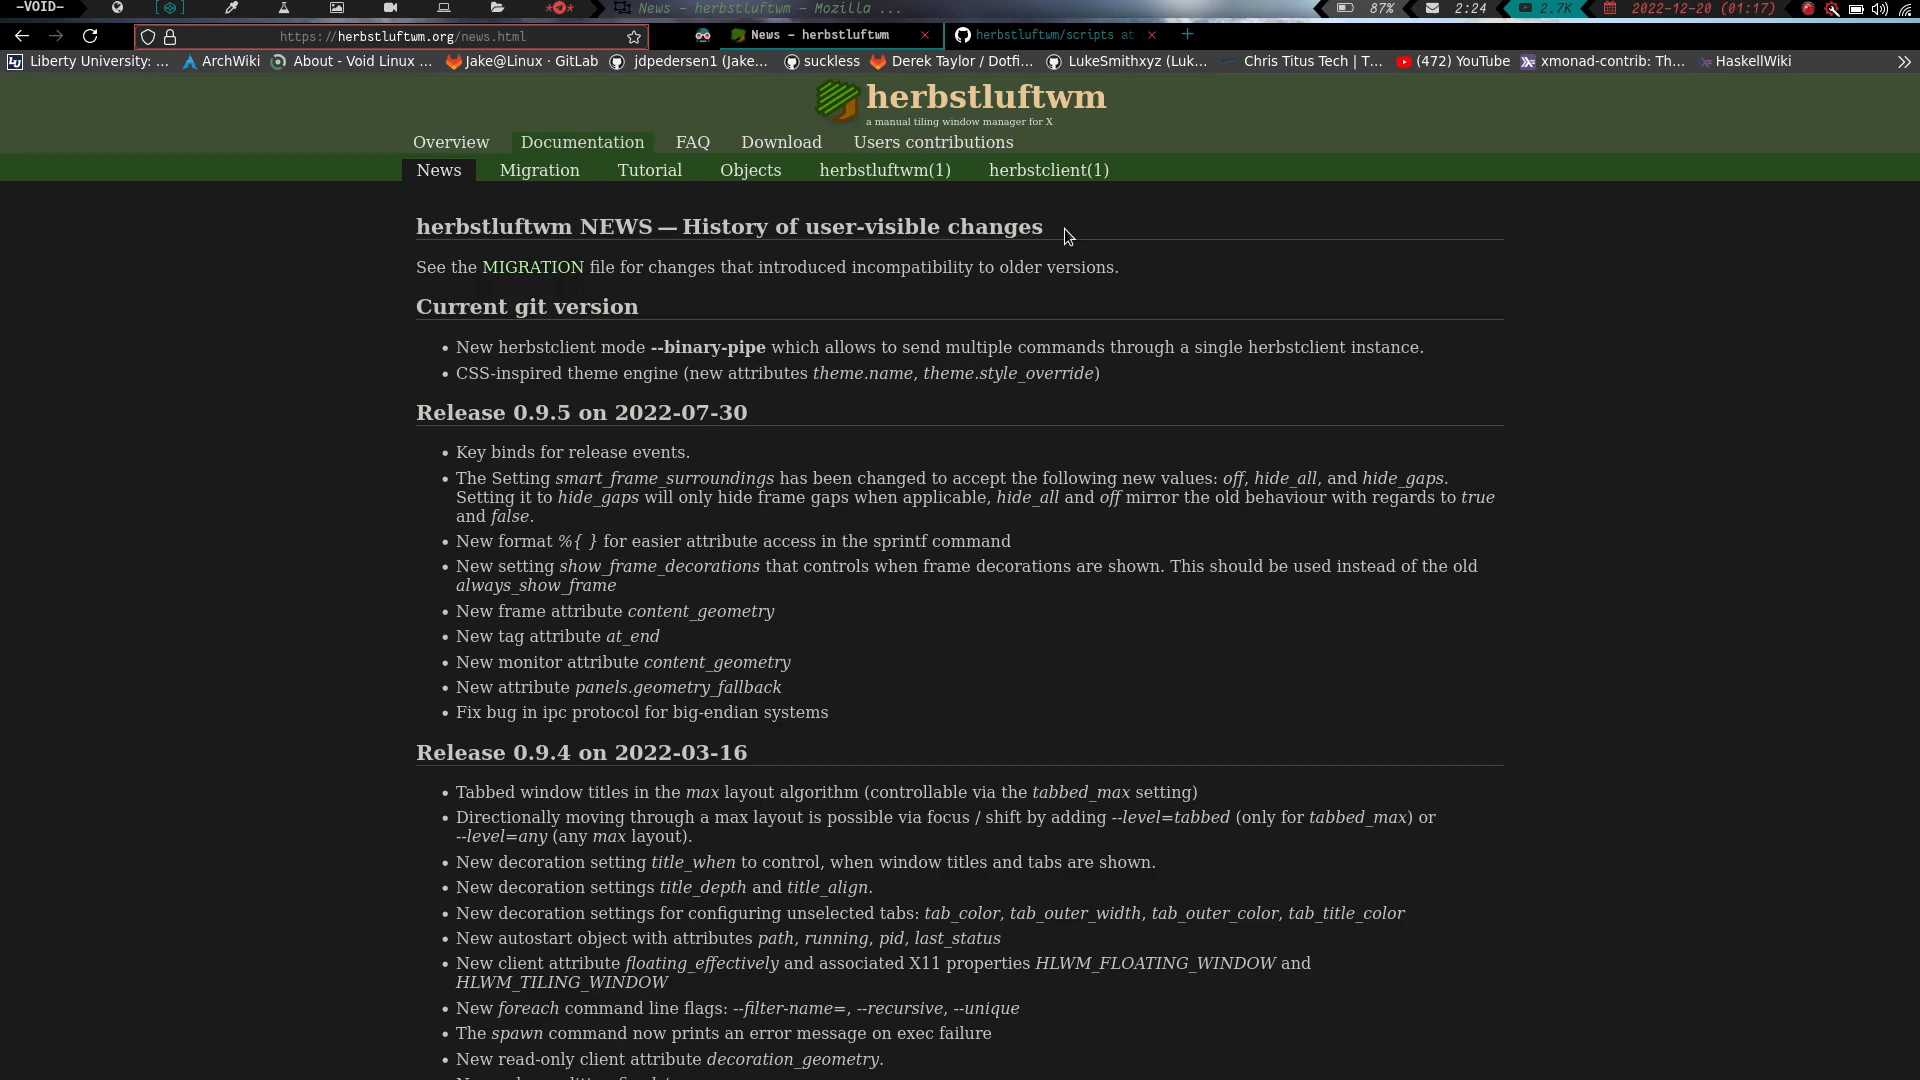 -VOID-
News – herbstluftwm — Mozilla ...
87%
2:24
2.7K
2022-12-20 (01:17)
https://herbstluftwm.org/news.html
News – herbstluftwm
herbstluftwm/scripts at
Liberty University: ...
ArchWiki
About - Void Linux ...
Jake@Linux · GitLab
jdpedersen1 (Jake...
suckless
Derek Taylor / Dotfi...
LukeSmithxyz (Luk...
Chris Titus Tech | T...
(472) YouTube
xmonad-contrib: Th...
HaskellWiki
herbstluftwm
a manual tiling window manager for X
Overview
Documentation
FAQ
Download
Users contributions
News
Migration
Tutorial
Objects
herbstluftwm(1)
herbstclient(1)
herbstluftwm NEWS — History of user-visible changes
See the MIGRATION file for changes that introduced incompatibility to older versions.
Current git version
• New herbstclient mode --binary-pipe which allows to send multiple commands through a single herbstclient instance.
• CSS-inspired theme engine (new attributes theme.name, theme.style_override)
Release 0.9.5 on 2022-07-30
• Key binds for release events.
• The Setting smart_frame_surroundings has been changed to accept the following new values: off, hide_all, and hide_gaps.
Setting it to hide_gaps will only hide frame gaps when applicable, hide_all and off mirror the old behaviour with regards to true
and false.
• New format %{ } for easier attribute access in the sprintf command
• New setting show_frame_decorations that controls when frame decorations are shown. This should be used instead of the old
always_show_frame
• New frame attribute content_geometry
• New tag attribute at_end
• New monitor attribute content_geometry
• New attribute panels.geometry_fallback
• Fix bug in ipc protocol for big-endian systems
Release 0.9.4 on 2022-03-16
• Tabbed window titles in the max layout algorithm (controllable via the tabbed_max setting)
• Directionally moving through a max layout is possible via focus / shift by adding --level=tabbed (only for tabbed_max) or
--level=any (any max layout).
• New decoration setting title_when to control, when window titles and tabs are shown.
• New decoration settings title_depth and title_align.
• New decoration settings for configuring unselected tabs: tab_color, tab_outer_width, tab_outer_color, tab_title_color
• New autostart object with attributes path, running, pid, last_status
• New client attribute floating_effectively and associated X11 properties HLWM_FLOATING_WINDOW and
HLWM_TILING_WINDOW
• New foreach command line flags: --filter-name=, --recursive, --unique
• The spawn command now prints an error message on exec failure
• New read-only client attribute decoration_geometry.